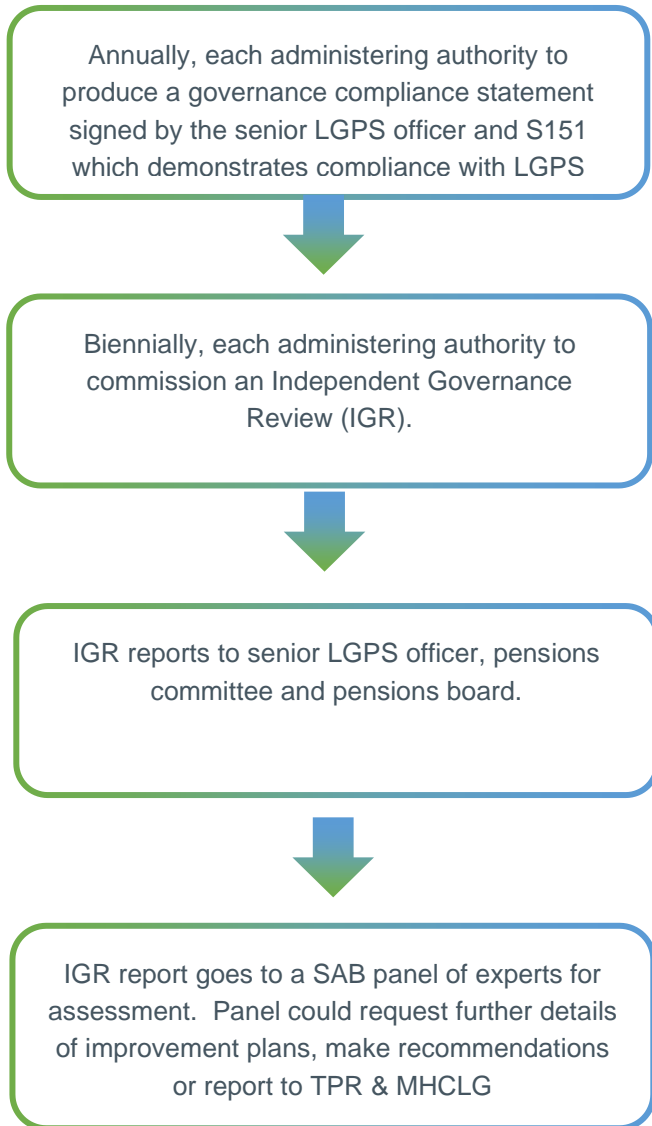 Annually, each administering authority to
produce a governance compliance statement
signed by the senior LGPS officer and S151
which demonstrates compliance with LGPS
Biennially, each administering authority to
commission an Independent Governance
Review (IGR).
IGR reports to senior LGPS officer, pensions
committee and pensions board.
IGR report goes to a SAB panel of experts for
assessment.  Panel could request further details
of improvement plans, make recommendations
or report to TPR & MHCLG